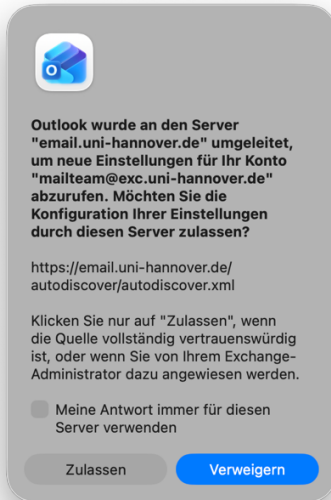 Outlook wurde an den Server
"email.uni-hannover.de" umgeleitet,
um neue Einstellungen für Ihr Konto
"mailteam@exc.uni-hannover.de"
abzurufen. Möchten Sie die
Konfiguration Ihrer Einstellungen
durch diesen Server zulassen?
https://email.uni-hannover.de/
autodiscover/autodiscover.xml
Klicken Sie nur auf "Zulassen", wenn
die Quelle vollständig vertrauenswürdig
ist, oder wenn Sie von Ihrem Exchange-
Administrator dazu angewiesen werden.
Meine Antwort immer für diesen
Server verwenden
Zulassen Verweigern